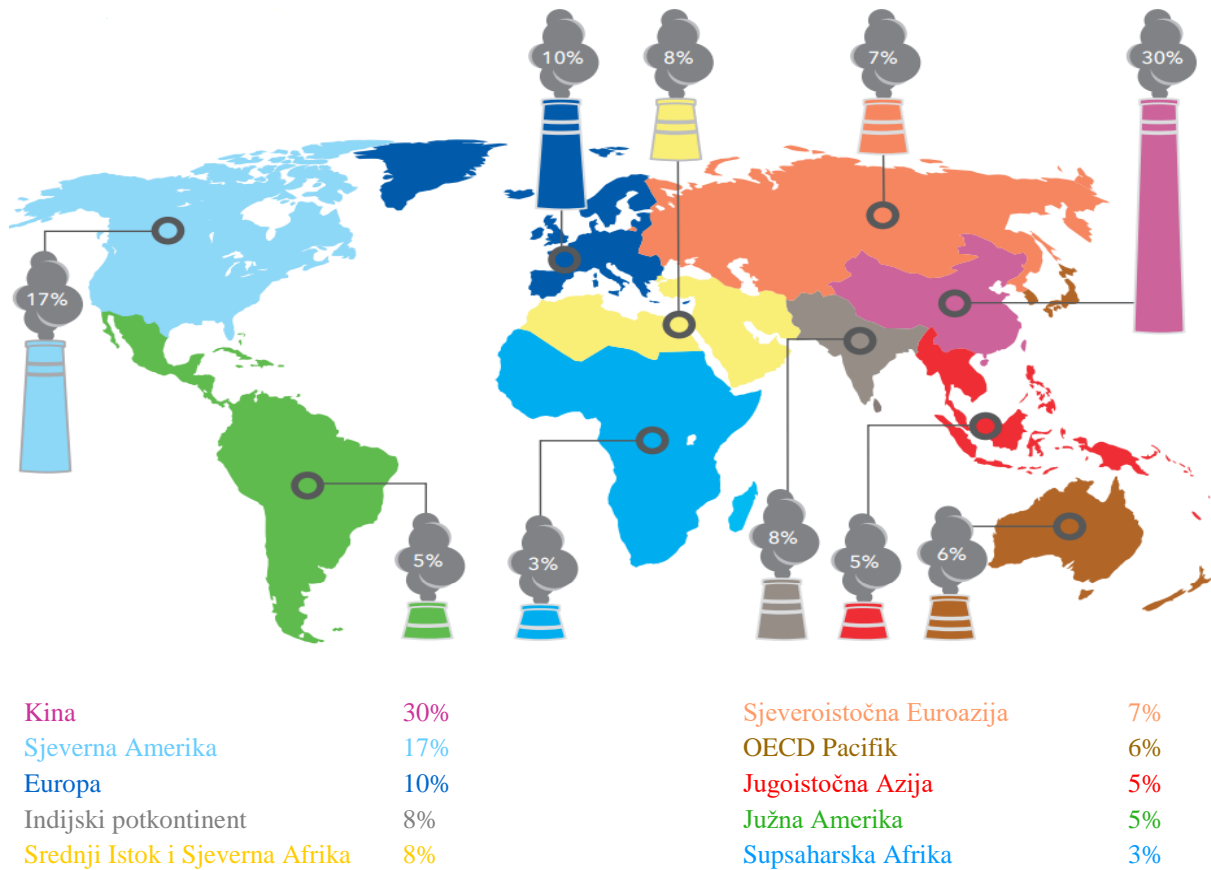 10%
8%
7%
30%
17%
5%
3%
8%
5%
6%
Kina 30%
Sjeverna Amerika 17%
Europa 10%
Indijski potkontinent 8%
Srednji Istok i Sjeverna Afrika 8%
Sjeveroistočna Euroazija 7%
OECD Pacifik 6%
Jugoistočna Azija 5%
Južna Amerika 5%
Supsaharska Afrika 3%